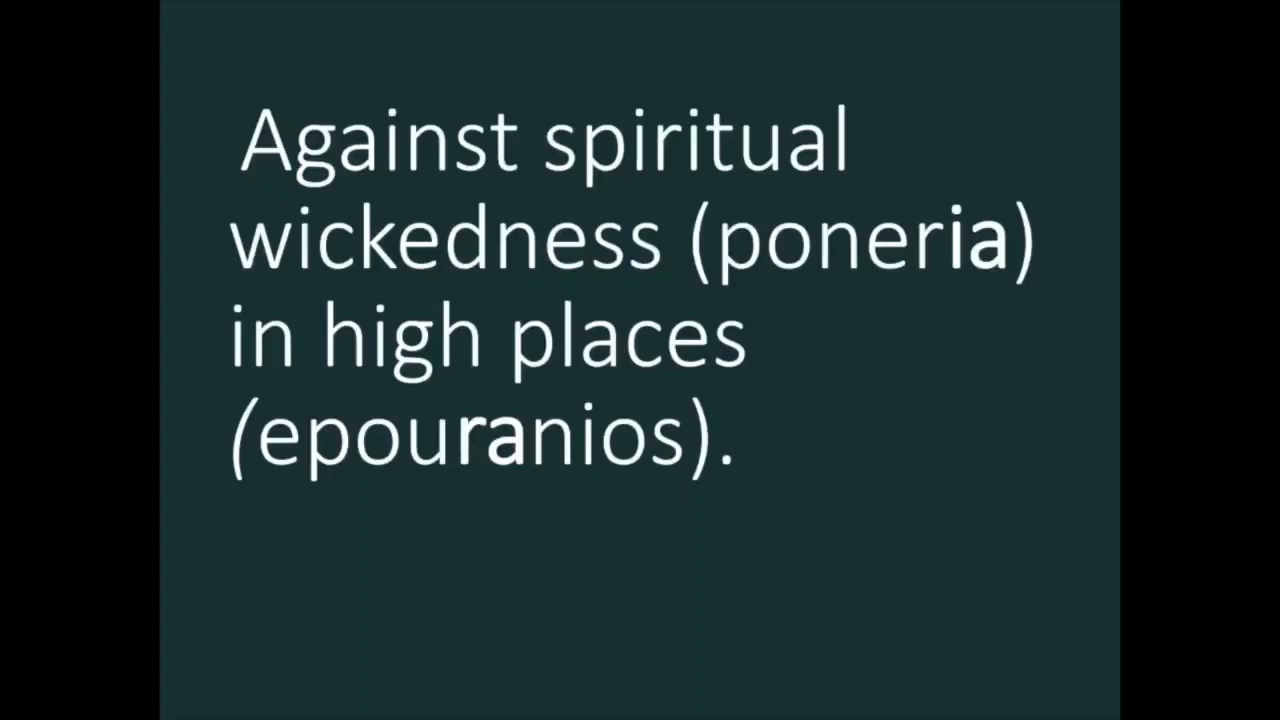 Against spiritual
wickedness (poneria)
in high places
(epouranios).